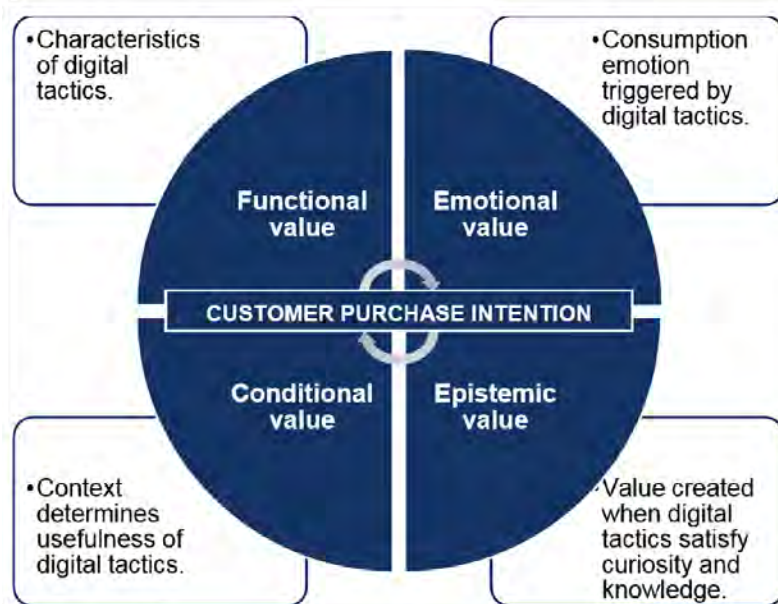 •Characteristics
of digital
tactics.
•Consumption
emotion
triggered by
digital tactics.
Functional
value
Emotional
value
CUSTOMER PURCHASE INTENTION
Conditional
value
Epistemic
value
•Context
determines
usefulness of
digital tactics.
•Value created
when digital
tactics satisfy
curiosity and
knowledge.